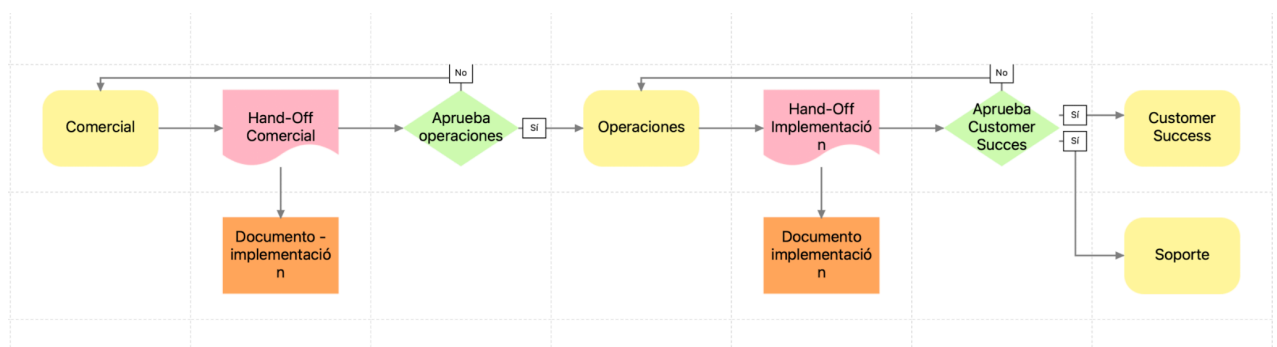 No
No
Comercial
Hand-Off
Comercial
Aprueba
operaciones
Sí
Operaciones
Hand-Off
Implementació
n
Aprueba
Customer
Succes
Sí
Sí
Customer
Success
Documento -
implementació
n
Documento
implementació
n
Soporte